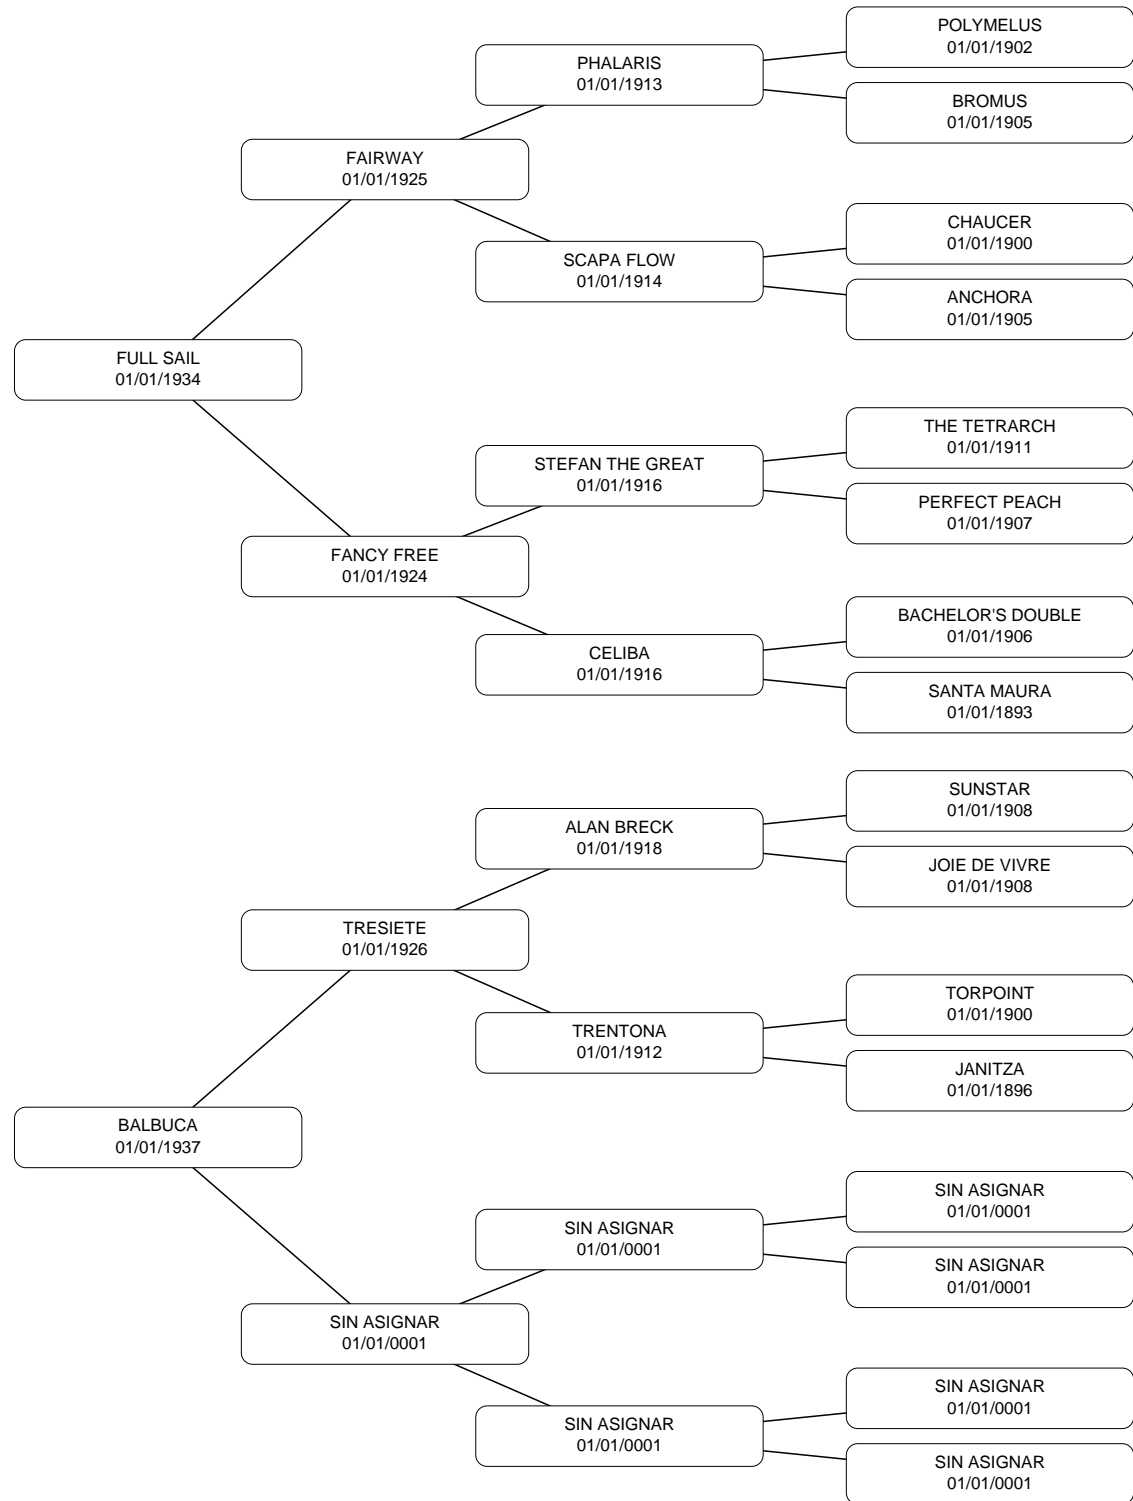 POLYMELUS
01/01/1902
PHALARIS
01/01/1913
BROMUS
01/01/1905
FAIRWAY
01/01/1925
CHAUCER
01/01/1900
SCAPA FLOW
01/01/1914
ANCHORA
01/01/1905
FULL SAIL
01/01/1934
THE TETRARCH
01/01/1911
STEFAN THE GREAT
01/01/1916
PERFECT PEACH
01/01/1907
FANCY FREE
01/01/1924
BACHELOR'S DOUBLE
01/01/1906
CELIBA
01/01/1916
SANTA MAURA
01/01/1893
SUNSTAR
01/01/1908
ALAN BRECK
01/01/1918
JOIE DE VIVRE
01/01/1908
TRESIETE
01/01/1926
TORPOINT
01/01/1900
TRENTONA
01/01/1912
JANITZA
01/01/1896
BALBUCA
01/01/1937
SIN ASIGNAR
01/01/0001
SIN ASIGNAR
01/01/0001
SIN ASIGNAR
01/01/0001
SIN ASIGNAR
01/01/0001
SIN ASIGNAR
01/01/0001
SIN ASIGNAR
01/01/0001
SIN ASIGNAR
01/01/0001